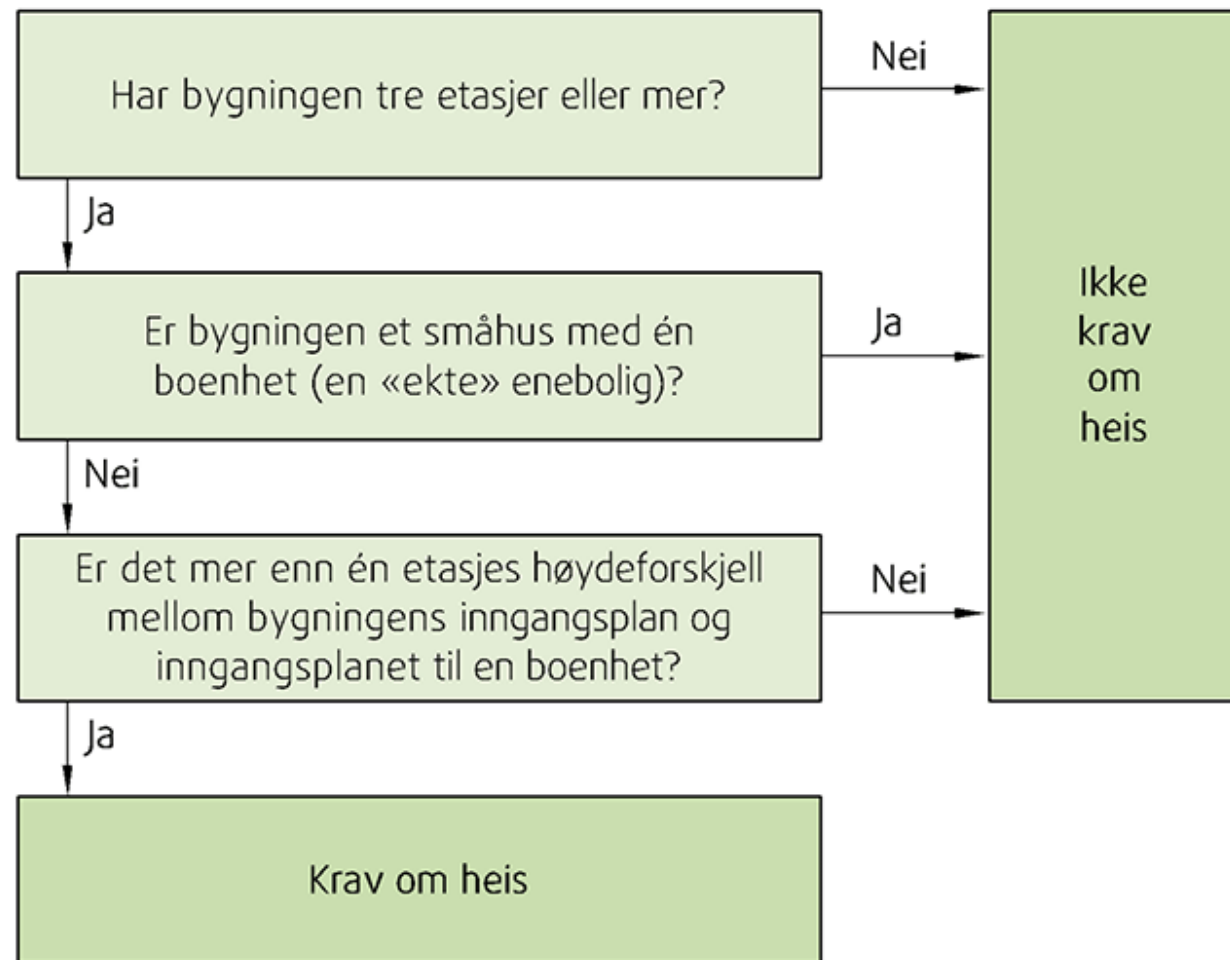 Har bygningen tre etasjer eller mer?
Nei
Ja
Er bygningen et småhus med én
boenhet (en «ekte» enebolig)?
Ja
Nei
Er det mer enn én etasjes høydeforskjell
mellom bygningens inngangsplan og
inngangsplanet til en boenhet?
Nei
Ja
Krav om heis
Ikke
krav
om
heis